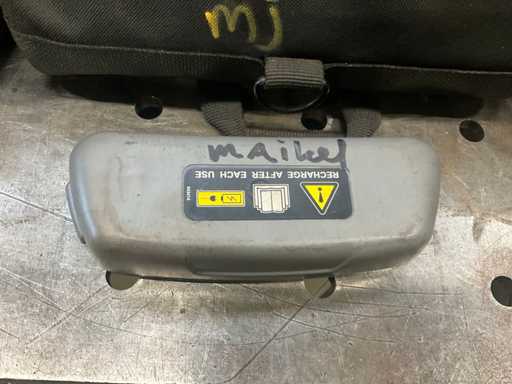 MJ
Maikel
RECHARGE AFTER EACH USE